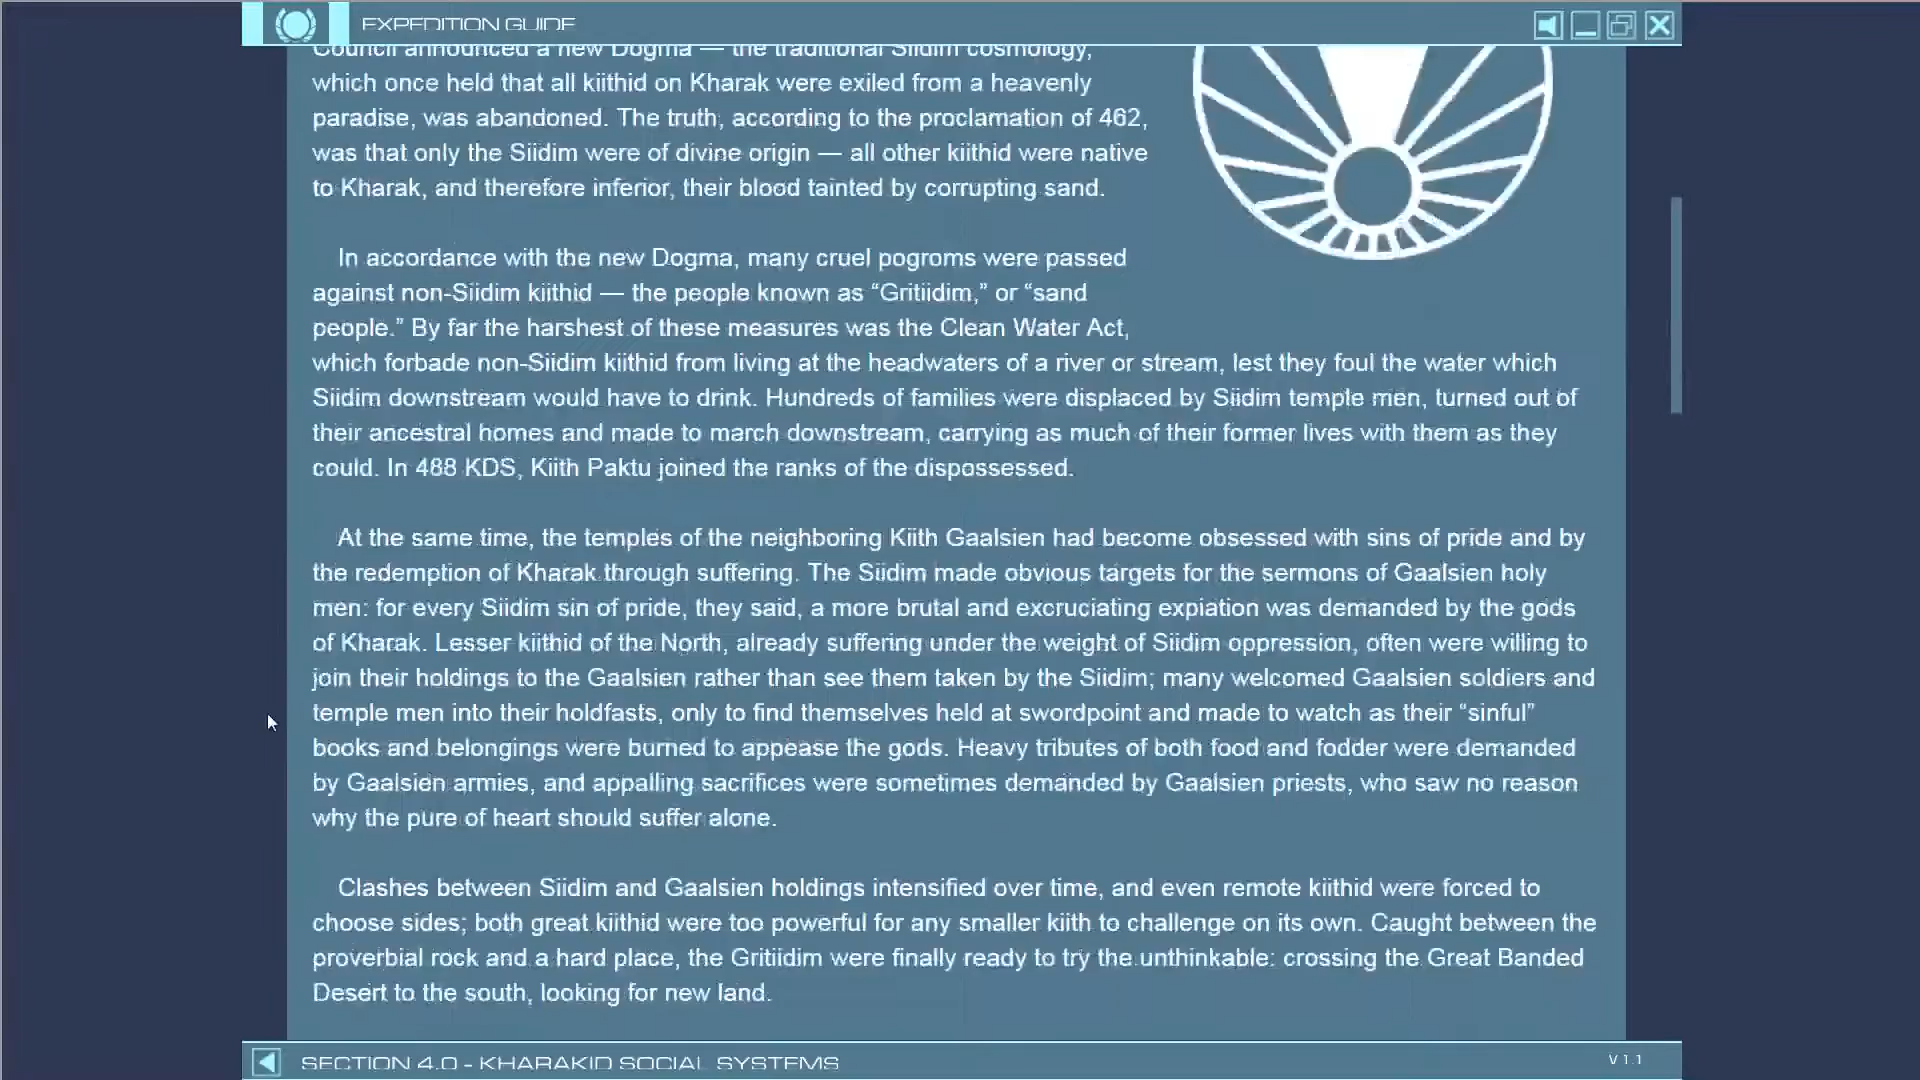 EXPEDITION GUIDE
Council announced a new Dogma — the traditional Siidim cosmology,
which once held that all kiithid on Kharak were exiled from a heavenly
paradise, was abandoned. The truth, according to the proclamation of 462,
was that only the Siidim were of divine origin — all other kiithid were native
to Kharak, and therefore inferior, their blood tainted by corrupting sand.
In accordance with the new Dogma, many cruel pogroms were passed
against non-Siidim kiithid — the people known as “Gritiidim,” or “sand
people.” By far the harshest of these measures was the Clean Water Act,
which forbade non-Siidim kiithid from living at the headwaters of a river or stream, lest they foul the water which
Siidim downstream would have to drink. Hundreds of families were displaced by Siidim temple men, turned out of
their ancestral homes and made to march downstream, carrying as much of their former lives with them as they
could. In 488 KDS, Kiith Paktu joined the ranks of the dispossessed.
At the same time, the temples of the neighboring Kiith Gaalsien had become obsessed with sins of pride and by
the redemption of Kharak through suffering. The Siidim made obvious targets for the sermons of Gaalsien holy
men: for every Siidim sin of pride, they said, a more brutal and excruciating expiation was demanded by the gods
of Kharak. Lesser kiithid of the North, already suffering under the weight of Siidim oppression, often were willing to
join their holdings to the Gaalsien rather than see them taken by the Siidim; many welcomed Gaalsien soldiers and
temple men into their holdfasts, only to find themselves held at swordpoint and made to watch as their “sinful”
books and belongings were burned to appease the gods. Heavy tributes of both food and fodder were demanded
by Gaalsien armies, and appalling sacrifices were sometimes demanded by Gaalsien priests, who saw no reason
why the pure of heart should suffer alone.
Clashes between Siidim and Gaalsien holdings intensified over time, and even remote kiithid were forced to
choose sides; both great kiithid were too powerful for any smaller kiith to challenge on its own. Caught between the
proverbial rock and a hard place, the Gritiidim were finally ready to try the unthinkable: crossing the Great Banded
Desert to the south, looking for new land.
SECTION 4.0 - KHARAKID SOCIAL SYSTEMS
V 1.1